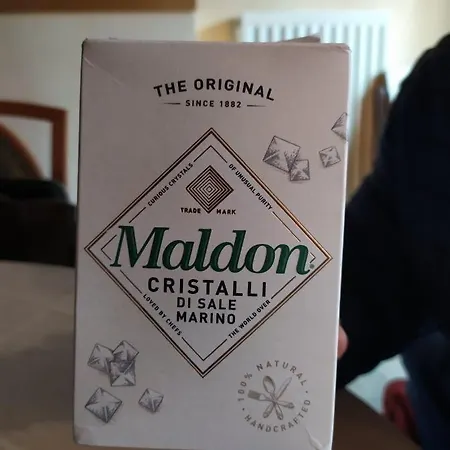 THE ORIGINAL
SINCE 1882
CURIOUS CRYSTALS
OF UNUSUAL PURITY
TRADE MARK
Maldon®
CRISTALLI
DI SALE
MARINO
LOVED BY CHEFS
THE WORLD OVER
100% NATURAL
HANDCRAFTED